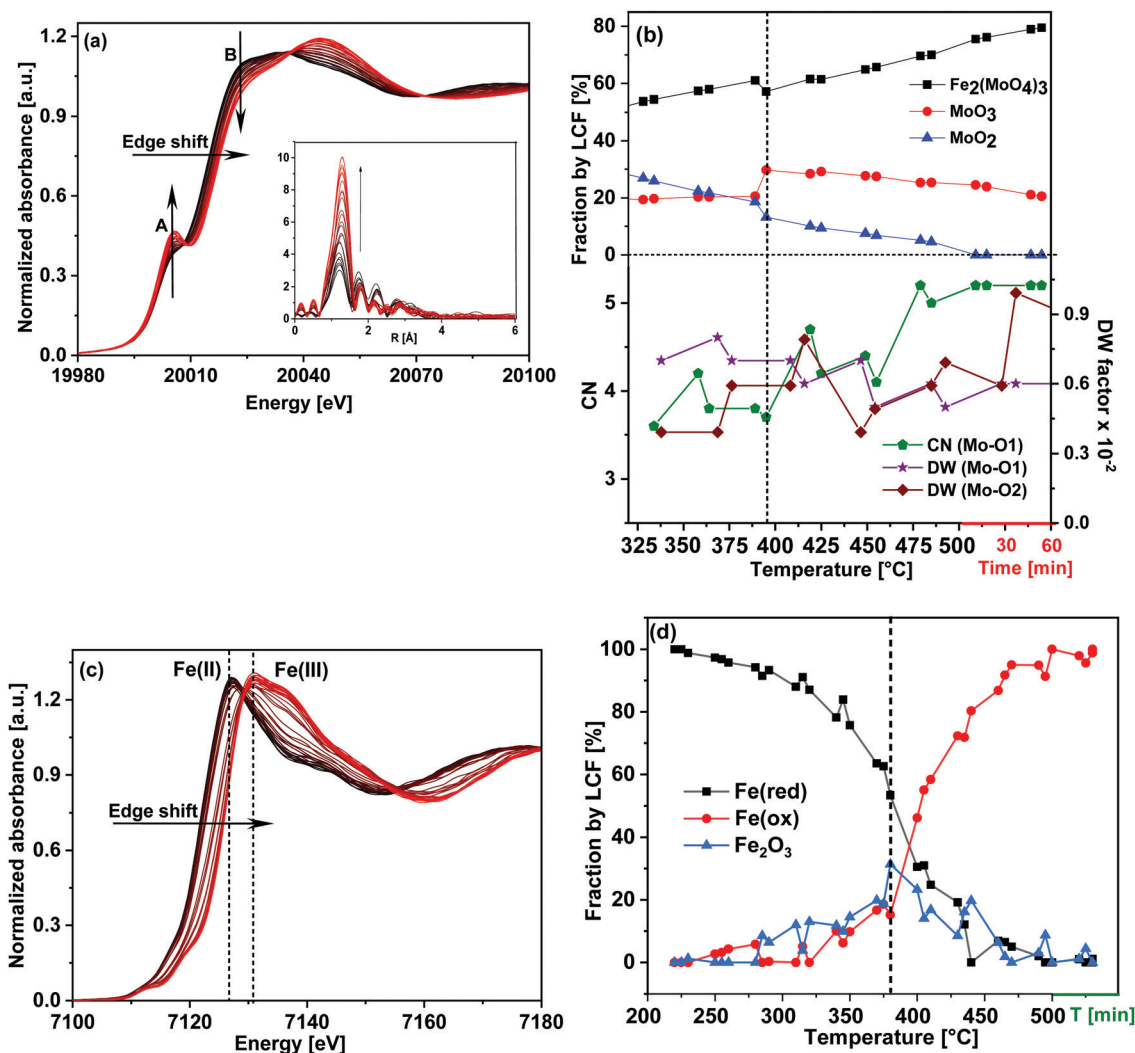 (a)
B
Edge shift
A
Normalized absorbance [a.u.]
1.2
0.9
0.6
0.3
0.0
19980 20010 20040 20070 20100
Energy [eV]
10
8
6
4
2
0
0 2 4 6
R [Å]
(b)
Fraction by LCF [%]
80
60
40
20
0
Fe2(MoO4)3
MoO3
MoO2
CN
5
4
3
0.9
0.6
0.3
0.0
DW factor x 10-2
CN (Mo-O1)
DW (Mo-O1)
DW (Mo-O2)
325 350 375 400 425 450 475 500 30 60
Temperature [°C] Time [min]
(c)
Fe(II) Fe(III)
Edge shift
Normalized absorbance [a.u.]
1.2
0.9
0.6
0.3
0.0
7100 7120 7140 7160 7180
Energy [eV]
(d)
Fraction by LCF [%]
100
80
60
40
20
0
Fe(red)
Fe(ox)
Fe2O3
200 250 300 350 400 450 500 T [min]
Temperature [°C]